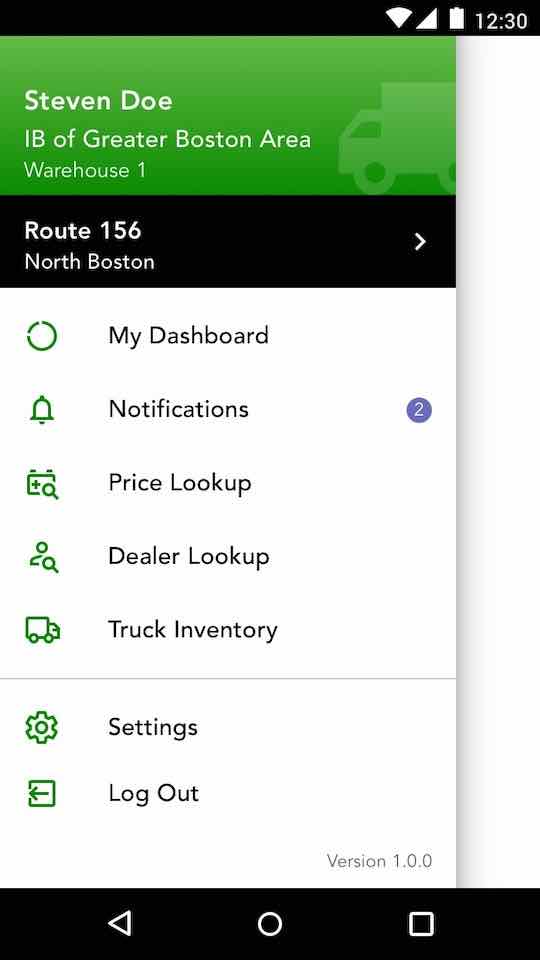 12:30
Steven Doe
IB of Greater Boston Area
Warehouse 1
Route 156
North Boston
My Dashboard
Notifications 2
Price Lookup
Dealer Lookup
Truck Inventory
Settings
Log Out
Version 1.0.0